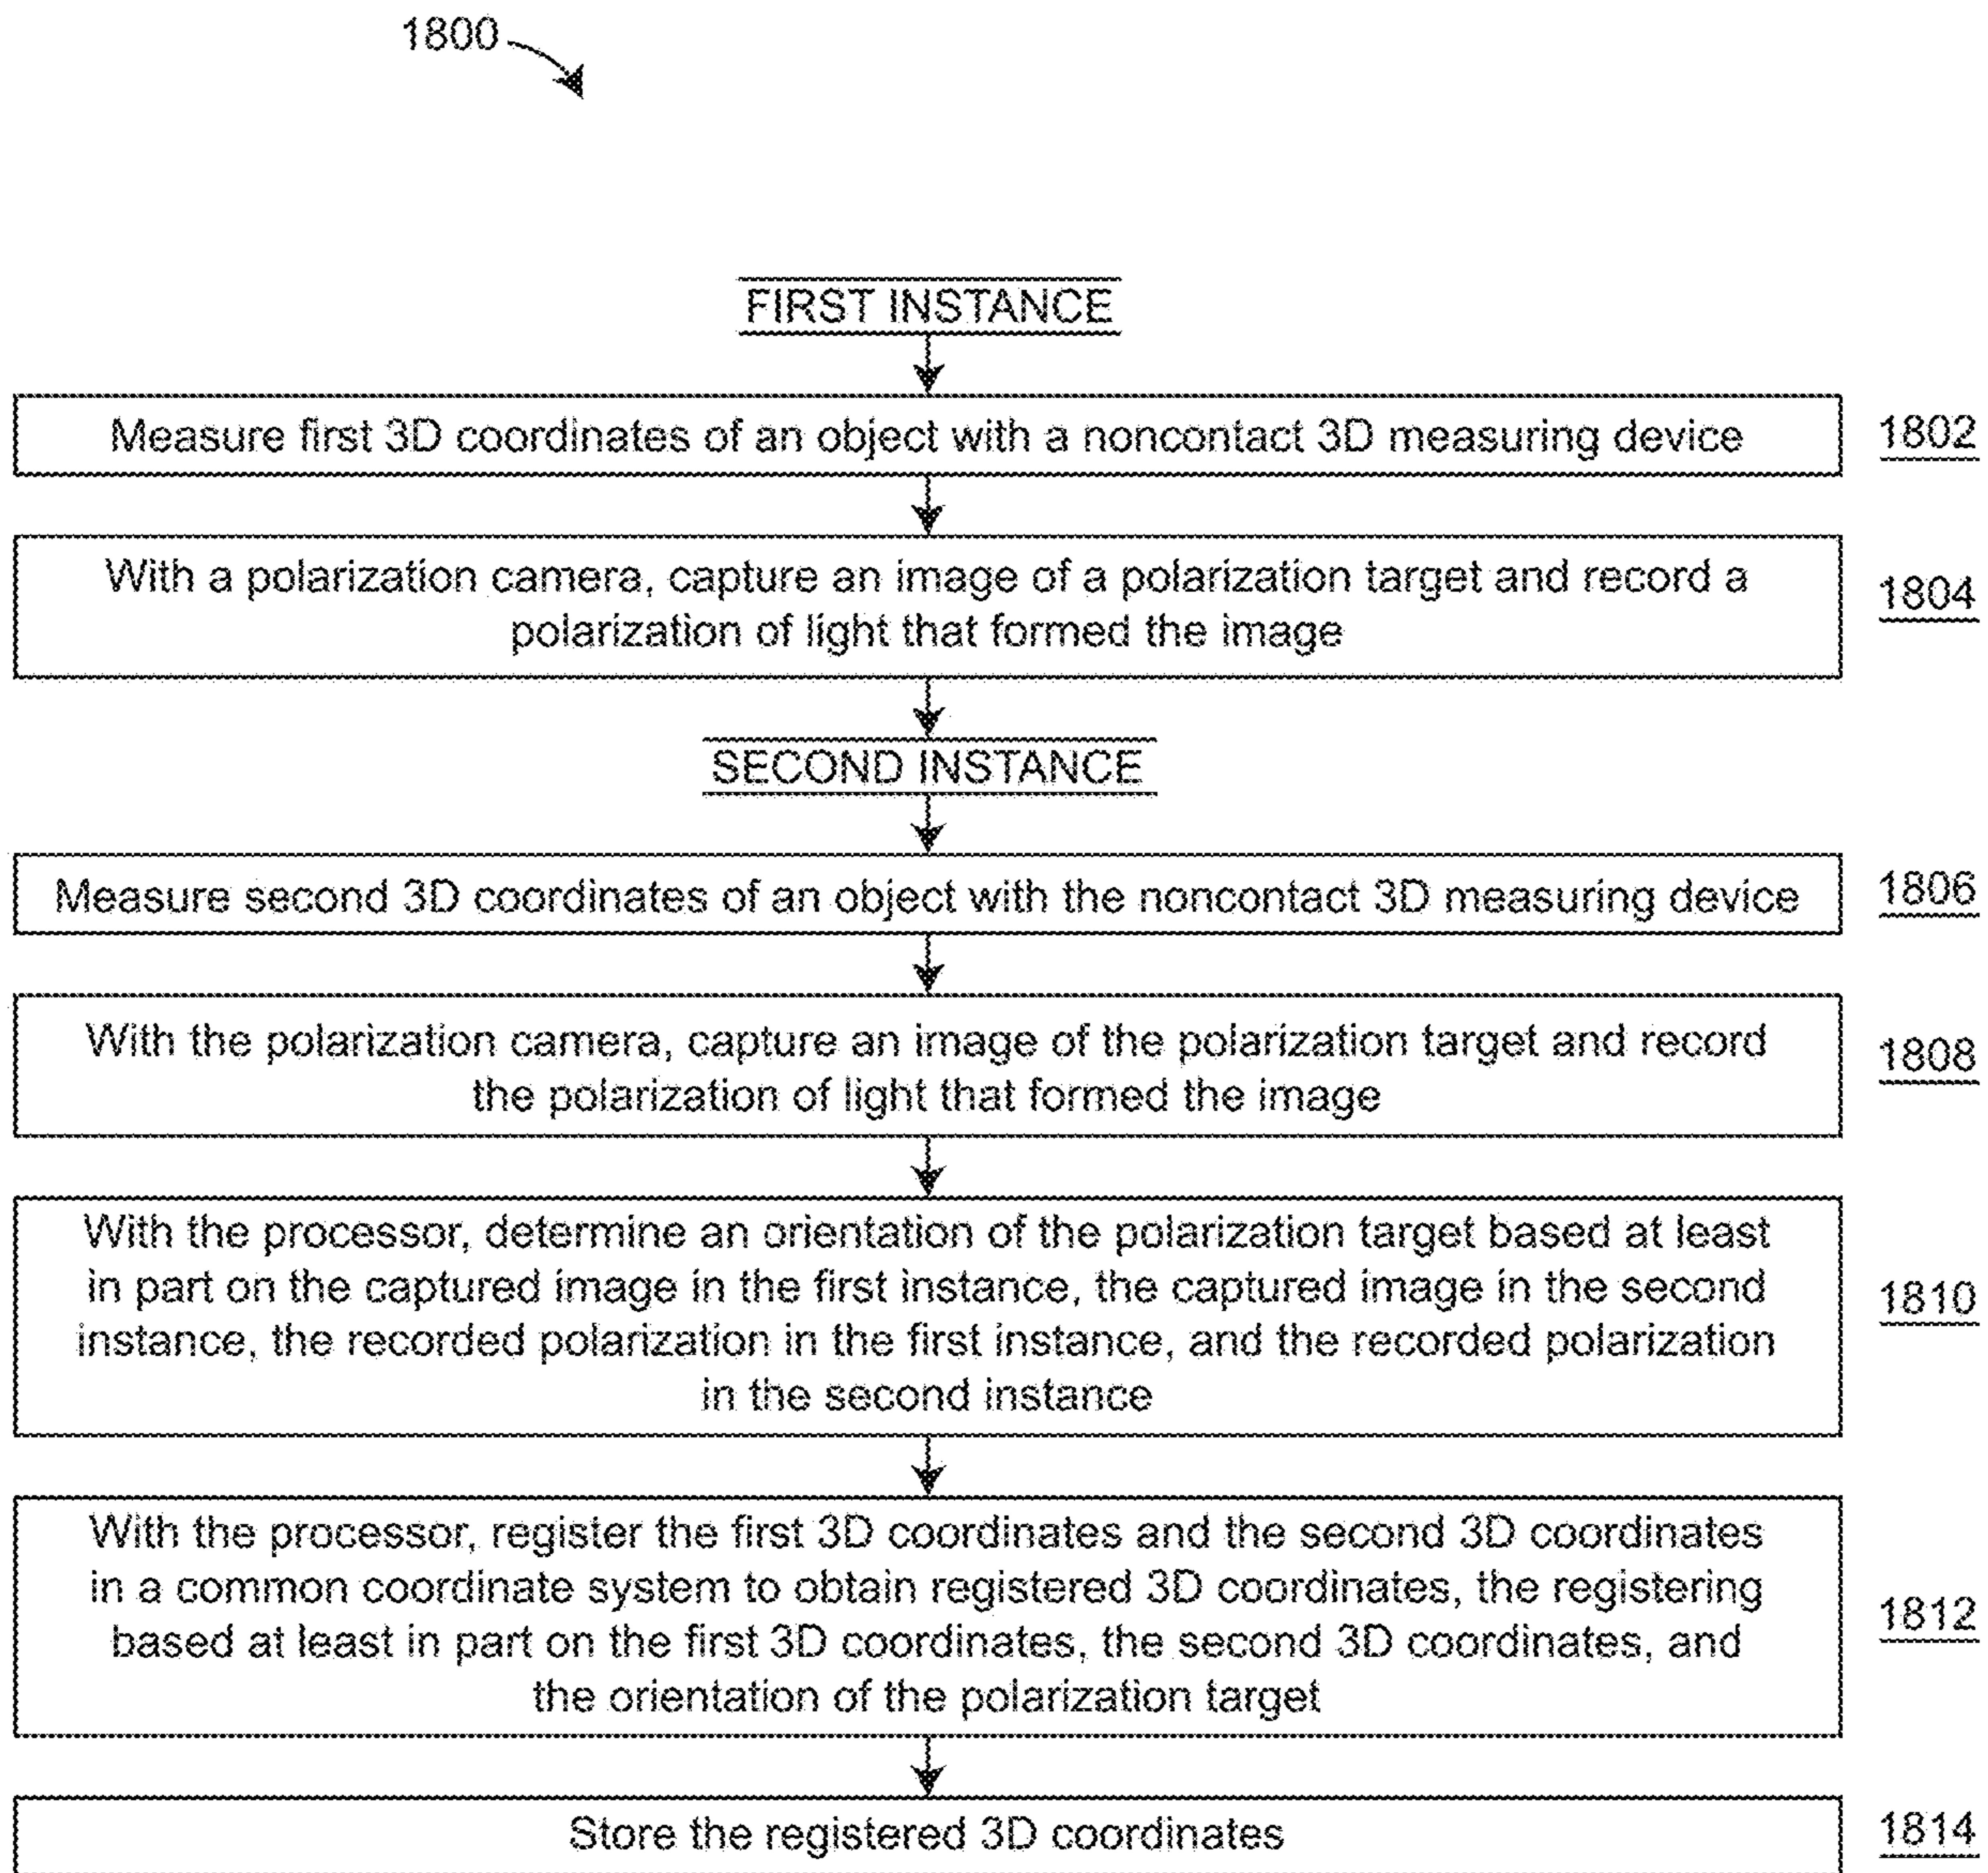 1800
FIRST INSTANCE
Measure first 3D coordinates of an object with a noncontact 3D measuring device
1802
With a polarization camera, capture an image of a polarization target and record a
polarization of light that formed the image
1804
SECOND INSTANCE
Measure second 3D coordinates of an object with the noncontact 3D measuring device
1806
With the polarization camera, capture an image of the polarization target and record
the polarization of light that formed the image
1808
With the processor, determine an orientation of the polarization target based at least
in part on the captured image in the first instance, the captured image in the second
instance, the recorded polarization in the first instance, and the recorded polarization
in the second instance
1810
With the processor, register the first 3D coordinates and the second 3D coordinates
in a common coordinate system to obtain registered 3D coordinates, the registering
based at least in part on the first 3D coordinates, the second 3D coordinates, and
the orientation of the polarization target
1812
Store the registered 3D coordinates
1814